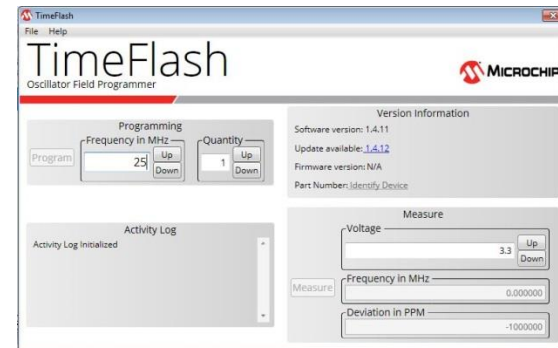 TimeFlash
File Help
TimeFlash
Oscillator Field Programmer
MICROCHIP
Programming
Program
Frequency in MHz
25
Up
Down
Quantity
1
Up
Down
Activity Log
Activity Log Initialized
Version Information
Software version: 1.4.11
Update available: 1.4.12
Firmware version: N/A
Part Number: Identify Device
Measure
Voltage
3.3
Up
Down
Measure
Frequency in MHz
0.000000
Deviation in PPM
-1000000